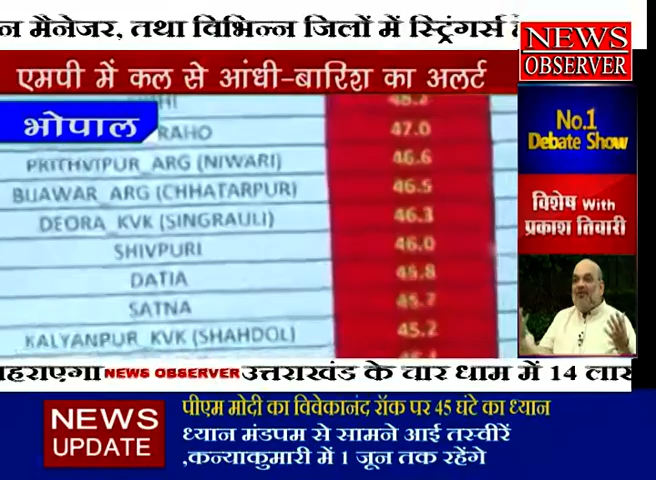 न मैनेजर, तथा विभिन्न जिलों में स्ट्रिंगर्स
NEWS
OBSERVER
एमपी में कल से आंधी-बारिश का अलर्ट
भोपाल
48.2
RAHO 47.0
PRITHVIPUR_ARG (NIWARI) 46.6
BIJAWAR_ARG (CHHATARPUR) 46.5
DEORA_KVK (SINGRAULI) 46.3
SHIVPURI 46.0
DATIA 45.8
SATNA 45.7
KALYANPUR_KVK (SHAHDOL) 45.2
No.1
Debate Show
विशेष With
प्रकाश तिवारी
हराएगा NEWS OBSERVER उत्तराखंड के चार धाम में 14 लाख
NEWS
UPDATE
पीएम मोदी का विवेकानंद रॉक पर 45 घंटे का ध्यान
ध्यान मंडपम से सामने आई तस्वीरें
,कन्याकुमारी में 1 जून तक रहेंगे